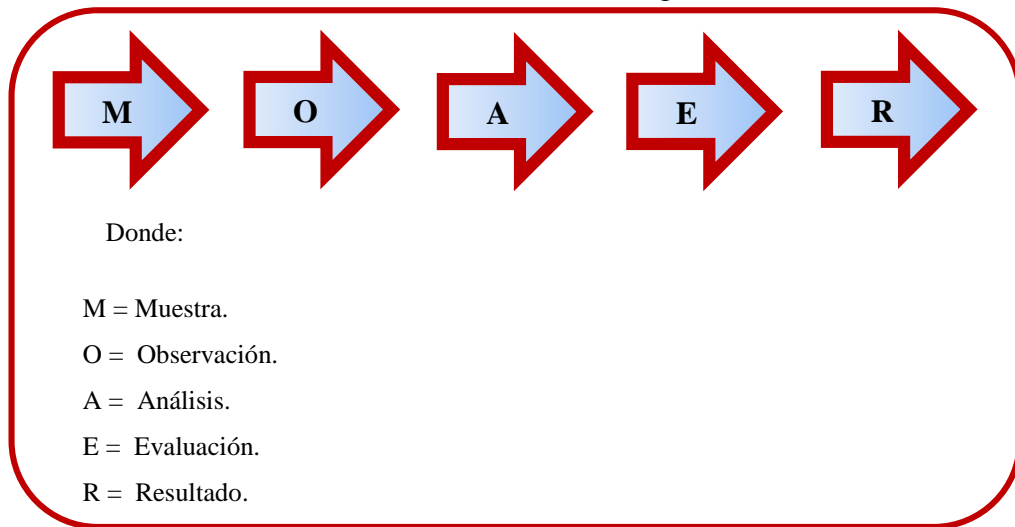 M O A E R
Donde:
M = Muestra.
O = Observación.
A = Análisis.
E = Evaluación.
R = Resultado.